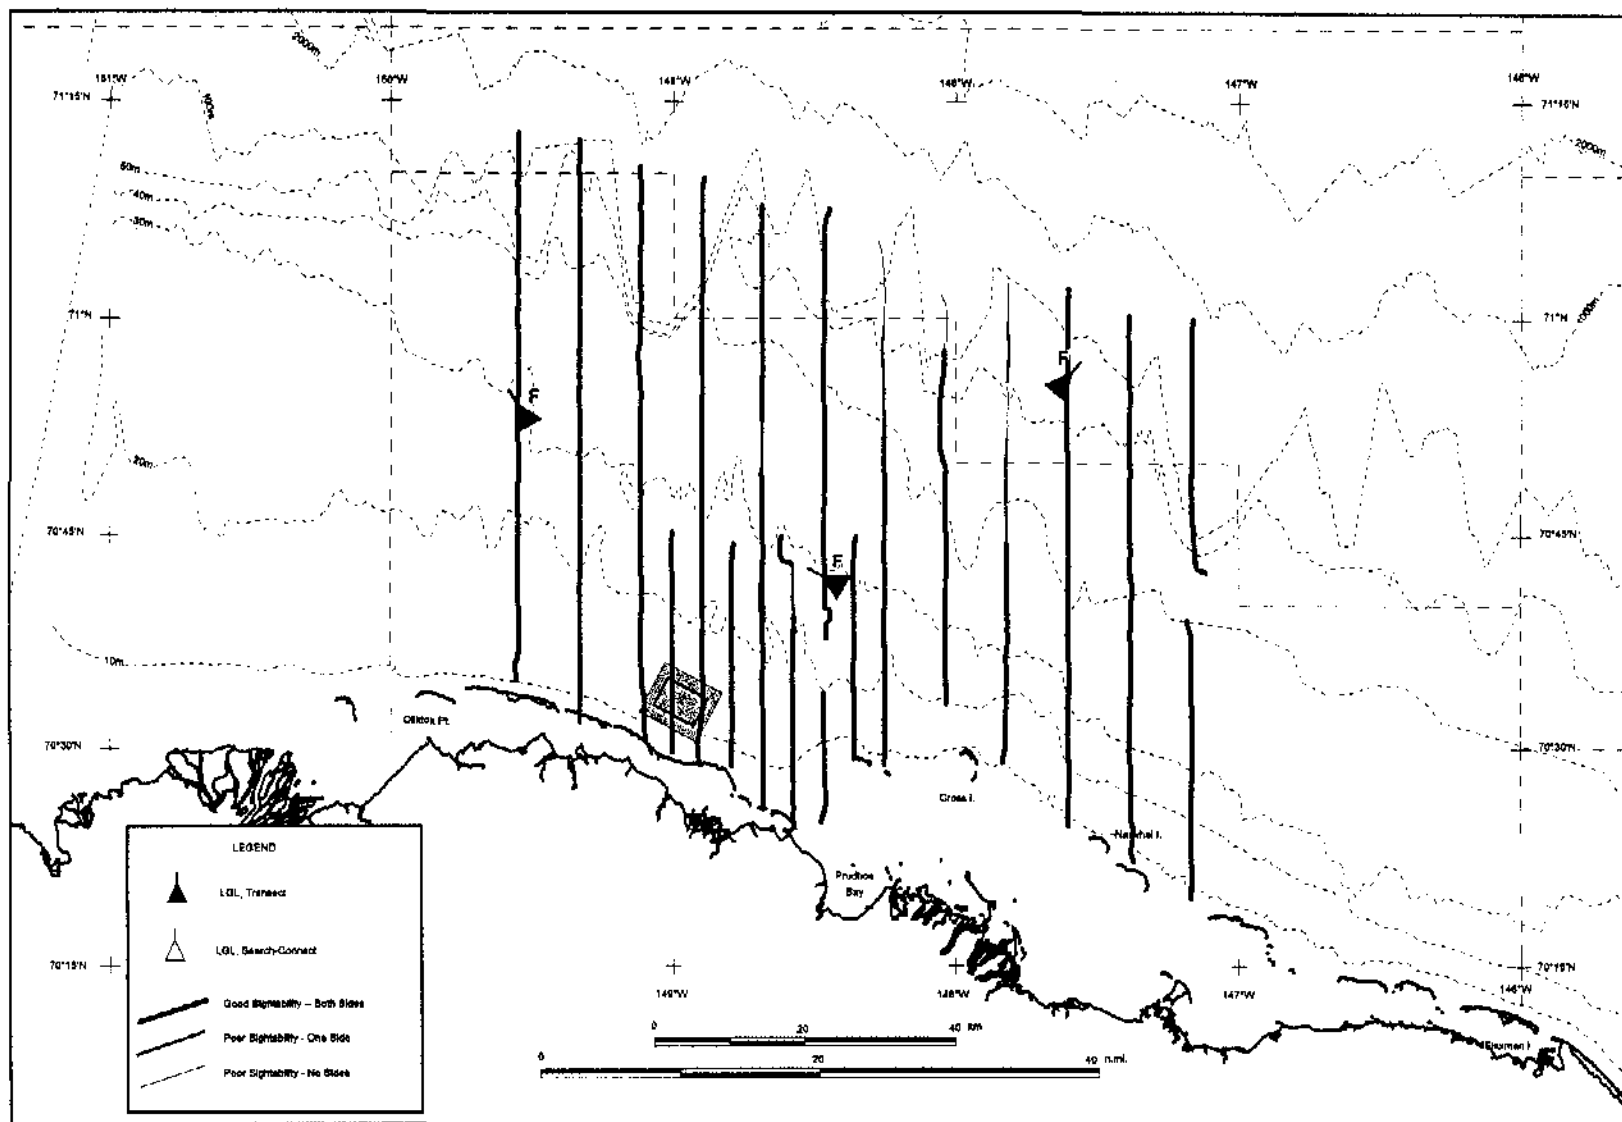 2000m
151°W
150°W
149°W
148°W
147°W
146°W
71°15'N
71°15'N
2000m
50m
40m
30m
1000m
71°N
71°N
F
F
20m
70°45'N
70°45'N
F
10m
Oliktok Pt.
70°30'N
70°30'N
Cross I.
Narwhal I.
LEGEND
Prudhoe
Bay
LGL, Transect
LGL, Search-Connect
70°15'N
70°15'N
149°W
148°W
147°W
146°W
Good Sightability – Both Sides
Poor Sightability - One Side
Poor Sightability - No Sides
0 20 40 km
0 20 40 n.mi.
Flaxman I.